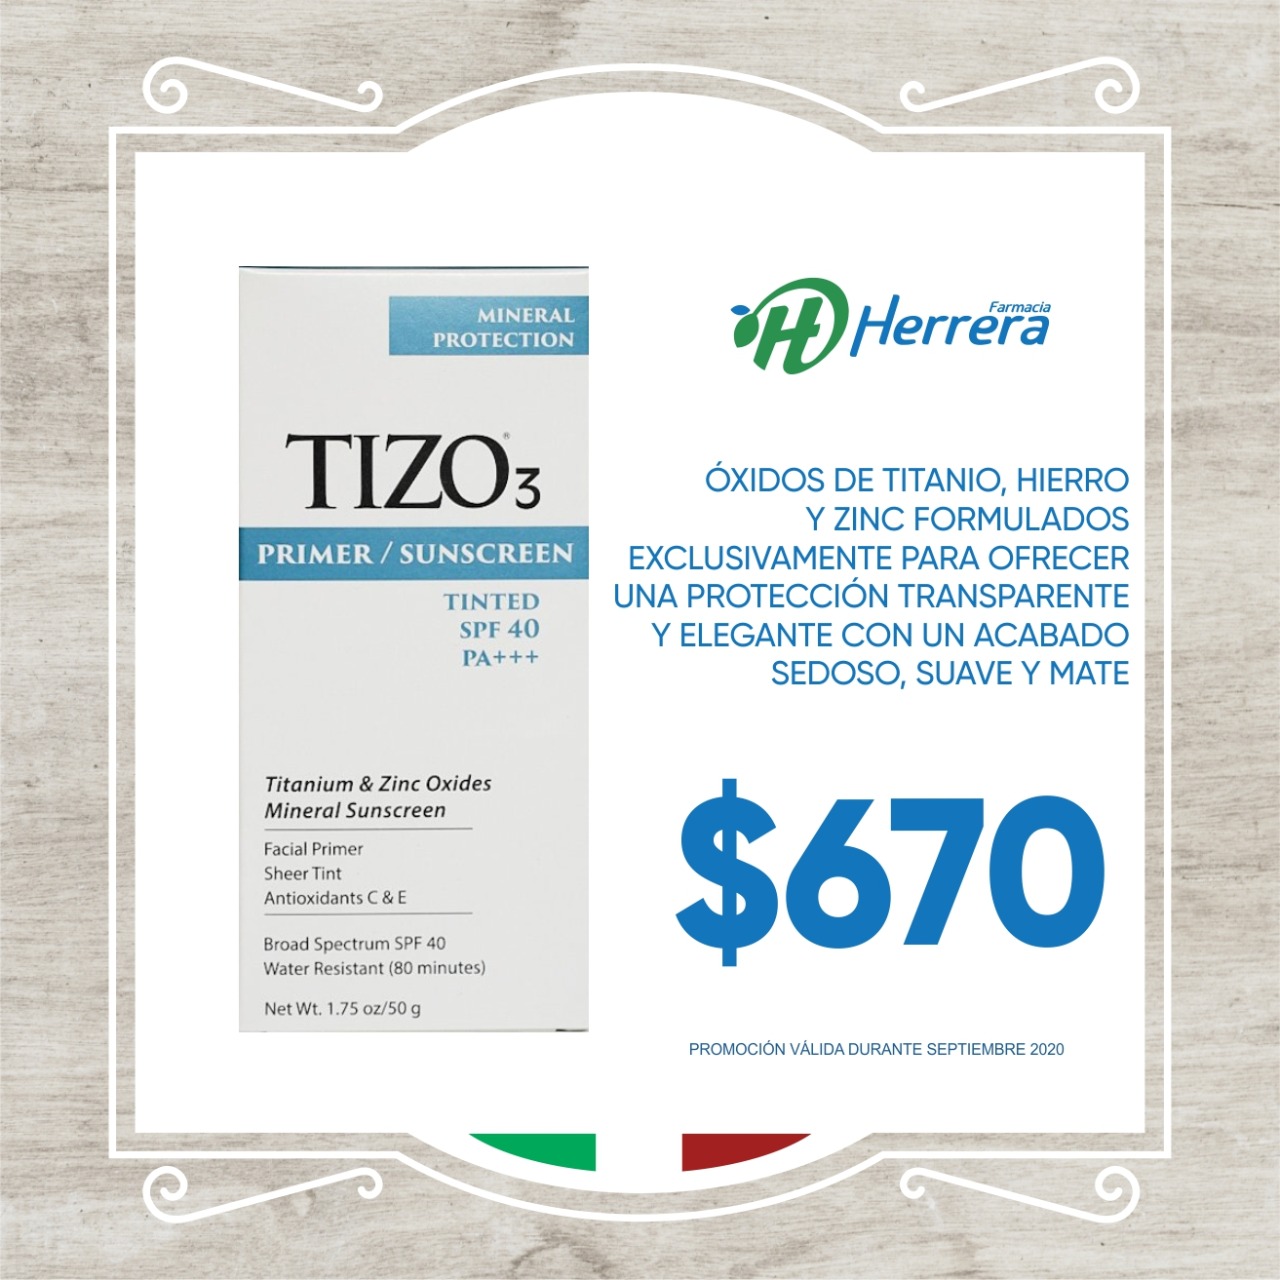 MINERAL
PROTECTION
TIZO®3
PRIMER / SUNSCREEN
TINTED
SPF 40
PA+++
Titanium & Zinc Oxides
Mineral Sunscreen
Facial Primer
Sheer Tint
Antioxidants C & E
Broad Spectrum SPF 40
Water Resistant (80 minutes)
Net Wt. 1.75 oz/50 g
H Farmacia
Herrera
ÓXIDOS DE TITANIO, HIERRO
Y ZINC FORMULADOS
EXCLUSIVAMENTE PARA OFRECER
UNA PROTECCIÓN TRANSPARENTE
Y ELEGANTE CON UN ACABADO
SEDOSO, SUAVE Y MATE
$670
PROMOCIÓN VÁLIDA DURANTE SEPTIEMBRE 2020